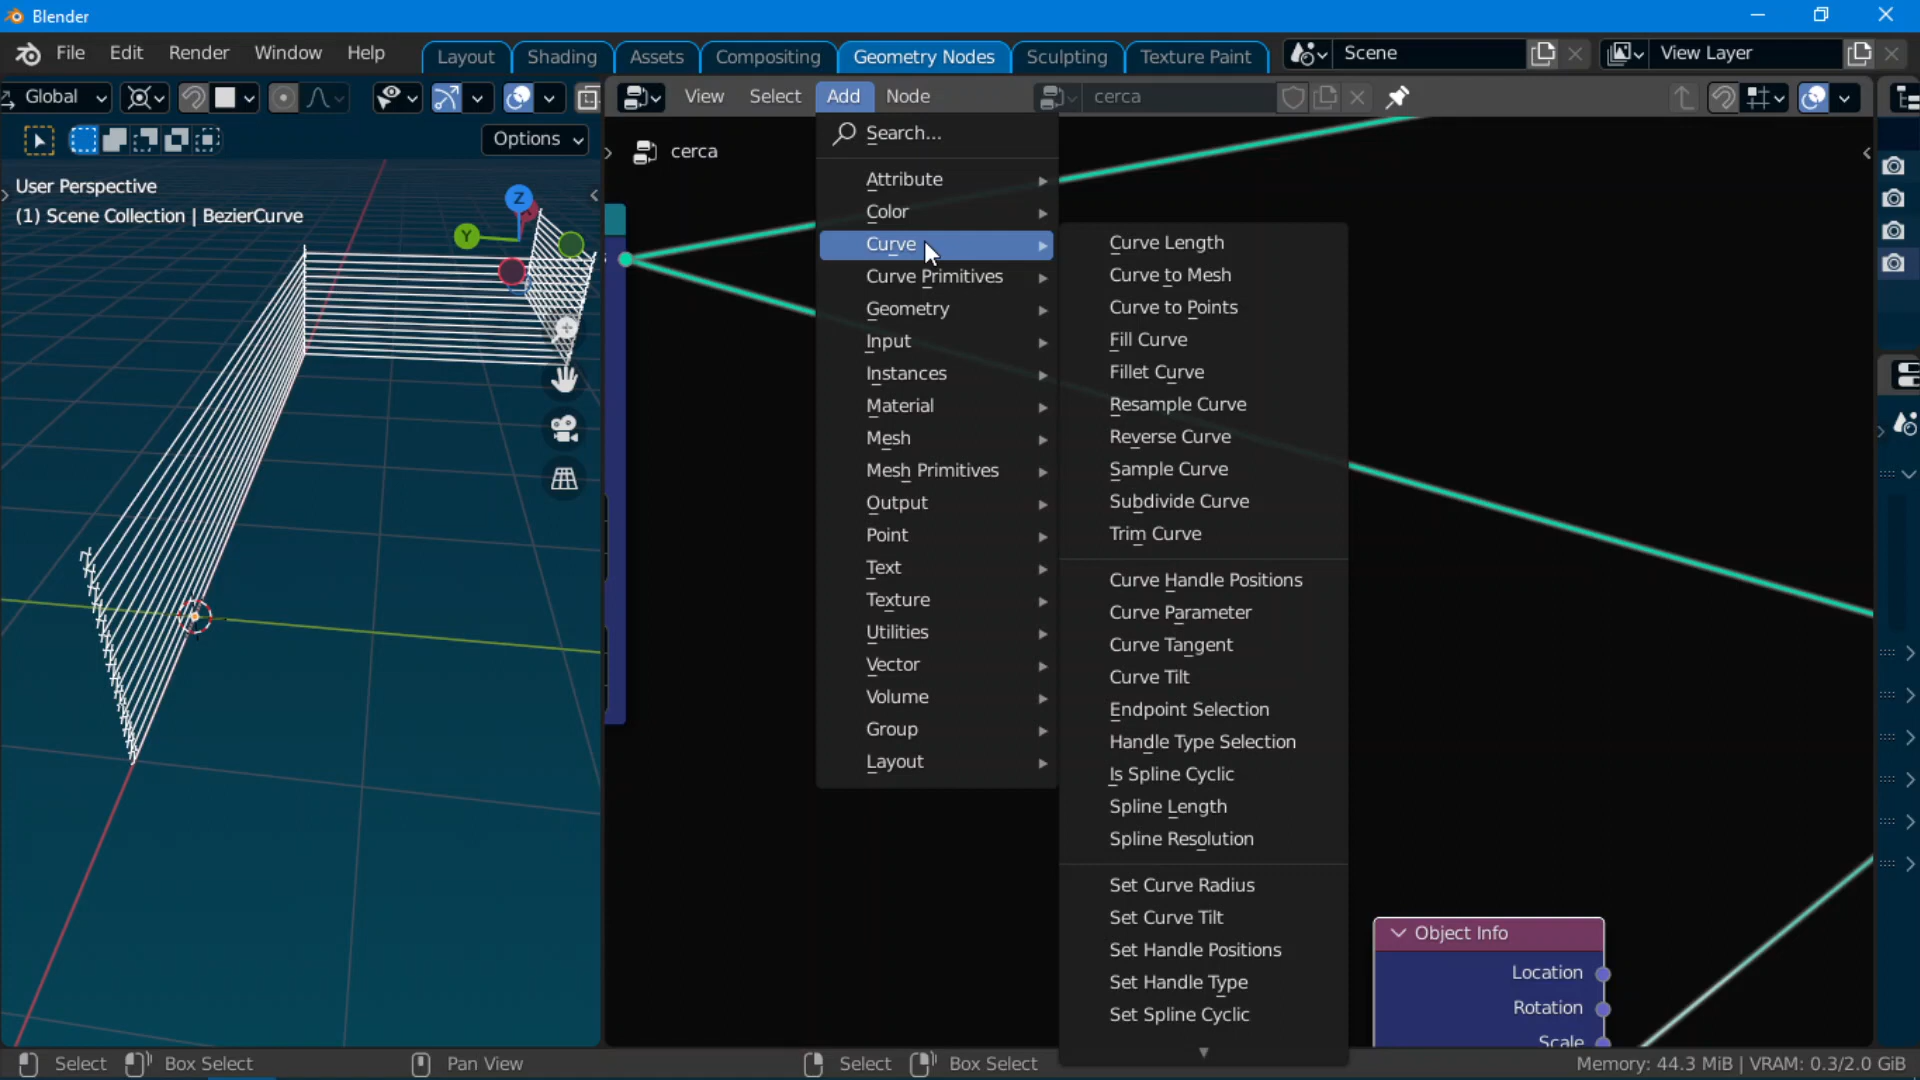 Blender
File Edit Render Window Help Layout Shading Assets Compositing Geometry Nodes Sculpting Texture Paint Scene View Layer
Global View Select Add Node cerca
Options
User Perspective
(1) Scene Collection | BezierCurve
Z
Y
cerca
Search...
Attribute
Color
Curve
Curve Primitives
Geometry
Input
Instances
Material
Mesh
Mesh Primitives
Output
Point
Text
Texture
Utilities
Vector
Volume
Group
Layout
Curve Length
Curve to Mesh
Curve to Points
Fill Curve
Fillet Curve
Resample Curve
Reverse Curve
Sample Curve
Subdivide Curve
Trim Curve
Curve Handle Positions
Curve Parameter
Curve Tangent
Curve Tilt
Endpoint Selection
Handle Type Selection
Is Spline Cyclic
Spline Length
Spline Resolution
Set Curve Radius
Set Curve Tilt
Set Handle Positions
Set Handle Type
Set Spline Cyclic
Object Info
Location
Rotation
Scale
Select Box Select Pan View Select Box Select Memory: 44.3 MiB | VRAM: 0.3/2.0 GiB